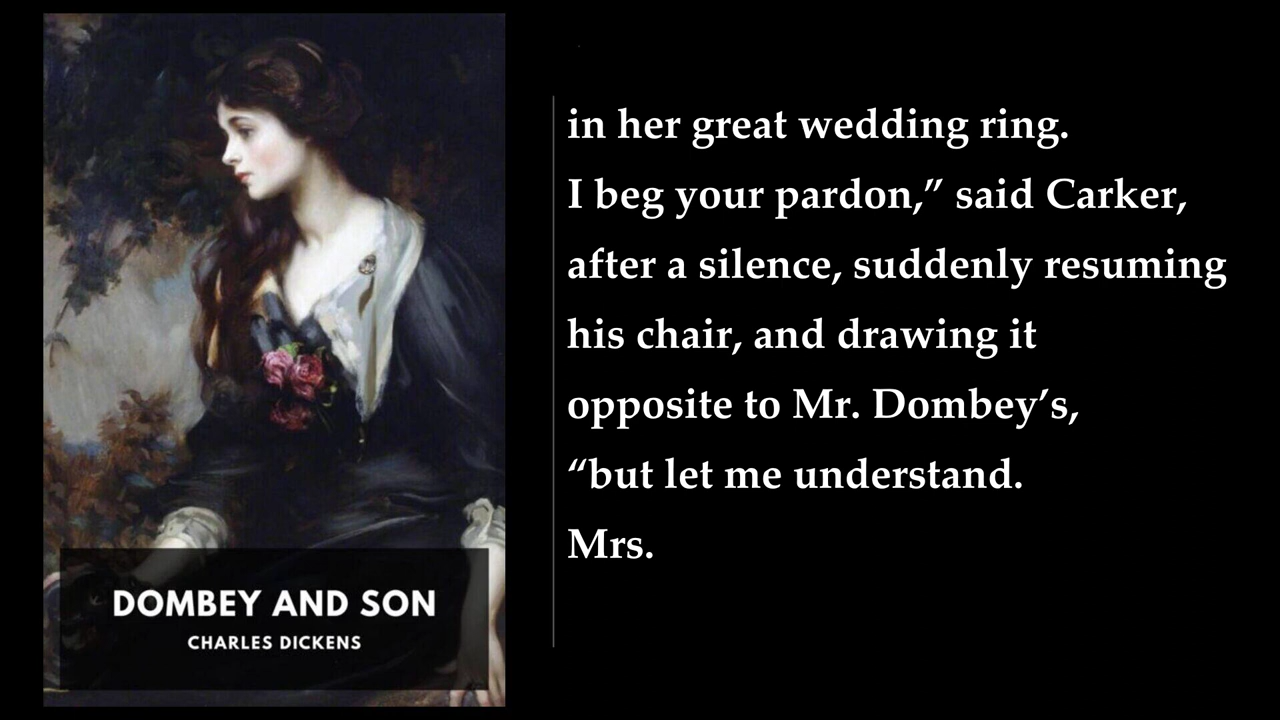 DOMBEY AND SON
CHARLES DICKENS
in her great wedding ring.
I beg your pardon,” said Carker,
after a silence, suddenly resuming
his chair, and drawing it
opposite to Mr. Dombey’s,
“but let me understand.
Mrs.